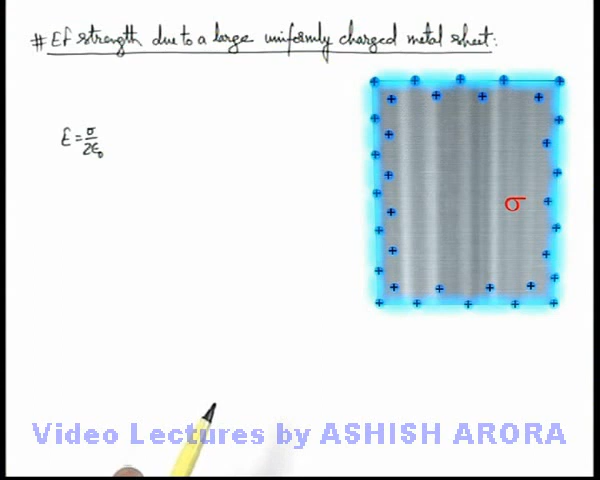 # Ef strength due to a large uniformly charged metal sheet:
E = σ/2ϵ₀
σ
Video Lectures by ASHISH ARORA